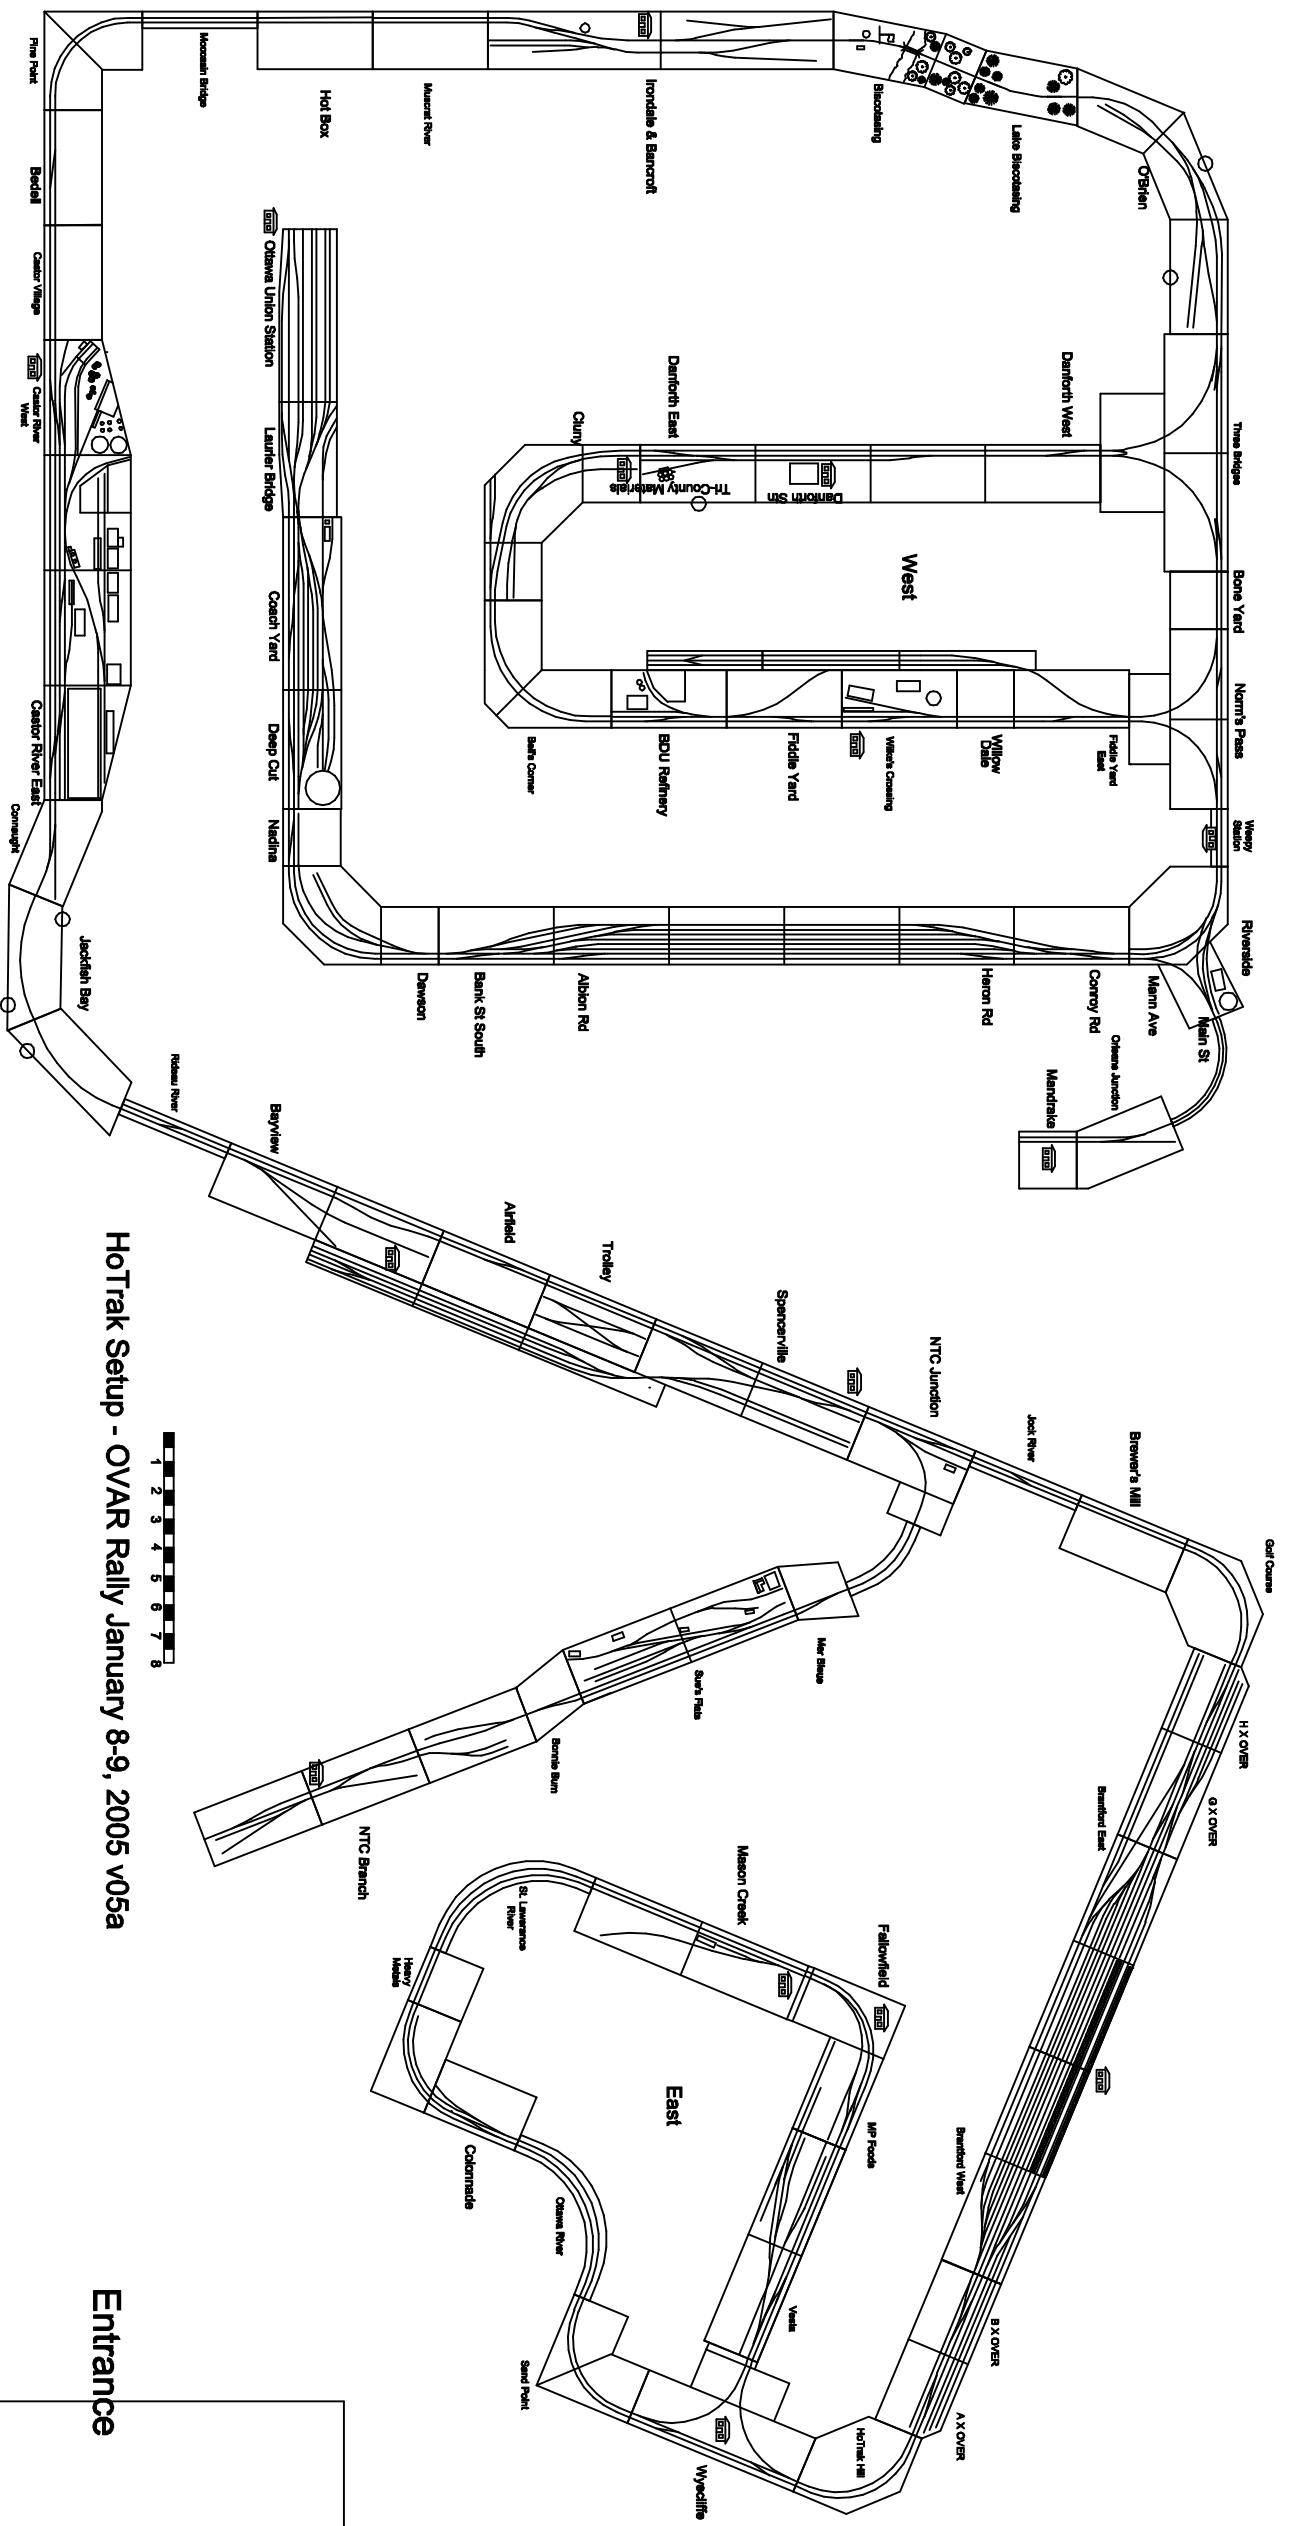 HoTrak Setup - OVAR Rally January 8-9, 2005 v05a
1 2 3 4 5 6 7 8
Entrance
West
East
Pine Point
Moccasin Bridge
Hot Box
Muscrat River
Irondale & Bancroft
Biscotasing
Lake Biscotasing
O'Brien
Three Bridges
Bone Yard
Norm's Pass
Weepy
Station
Riverside
Main St
Mann Ave
Conroy Rd
Heron Rd
Orleans Junction
Mandrake
Albion Rd
Bank St South
Dawson
Nadina
Deep Cut
Coach Yard
Laurier Bridge
Ottawa Union Station
Danforth West
Danforth East
Cluny
Tri-County Materials
Danforth Stn
Bell's Corner
BDU Refinery
Fiddle Yard
Wilke's Crossing
Willow
Dale
Fiddle Yard
East
Bedell
Castor Village
Castor River
West
Castor River East
Connaught
Jackfish Bay
Rideau River
Bayview
Airfield
Trolley
Spencerville
NTC Junction
Jock River
Brewer's Mill
Golf Course
H X OVER
G X OVER
Brantford East
Brantford West
B X OVER
A X OVER
HoTrak Hill
Wyecliffe
Sand Point
Ottawa River
Colonnade
Heavy
Metals
St. Lawerance
River
Mason Creek
Fallowfield
MP Foods
Vesta
Mer Bleue
Sue's Flats
Bonnie Burn
NTC Branch